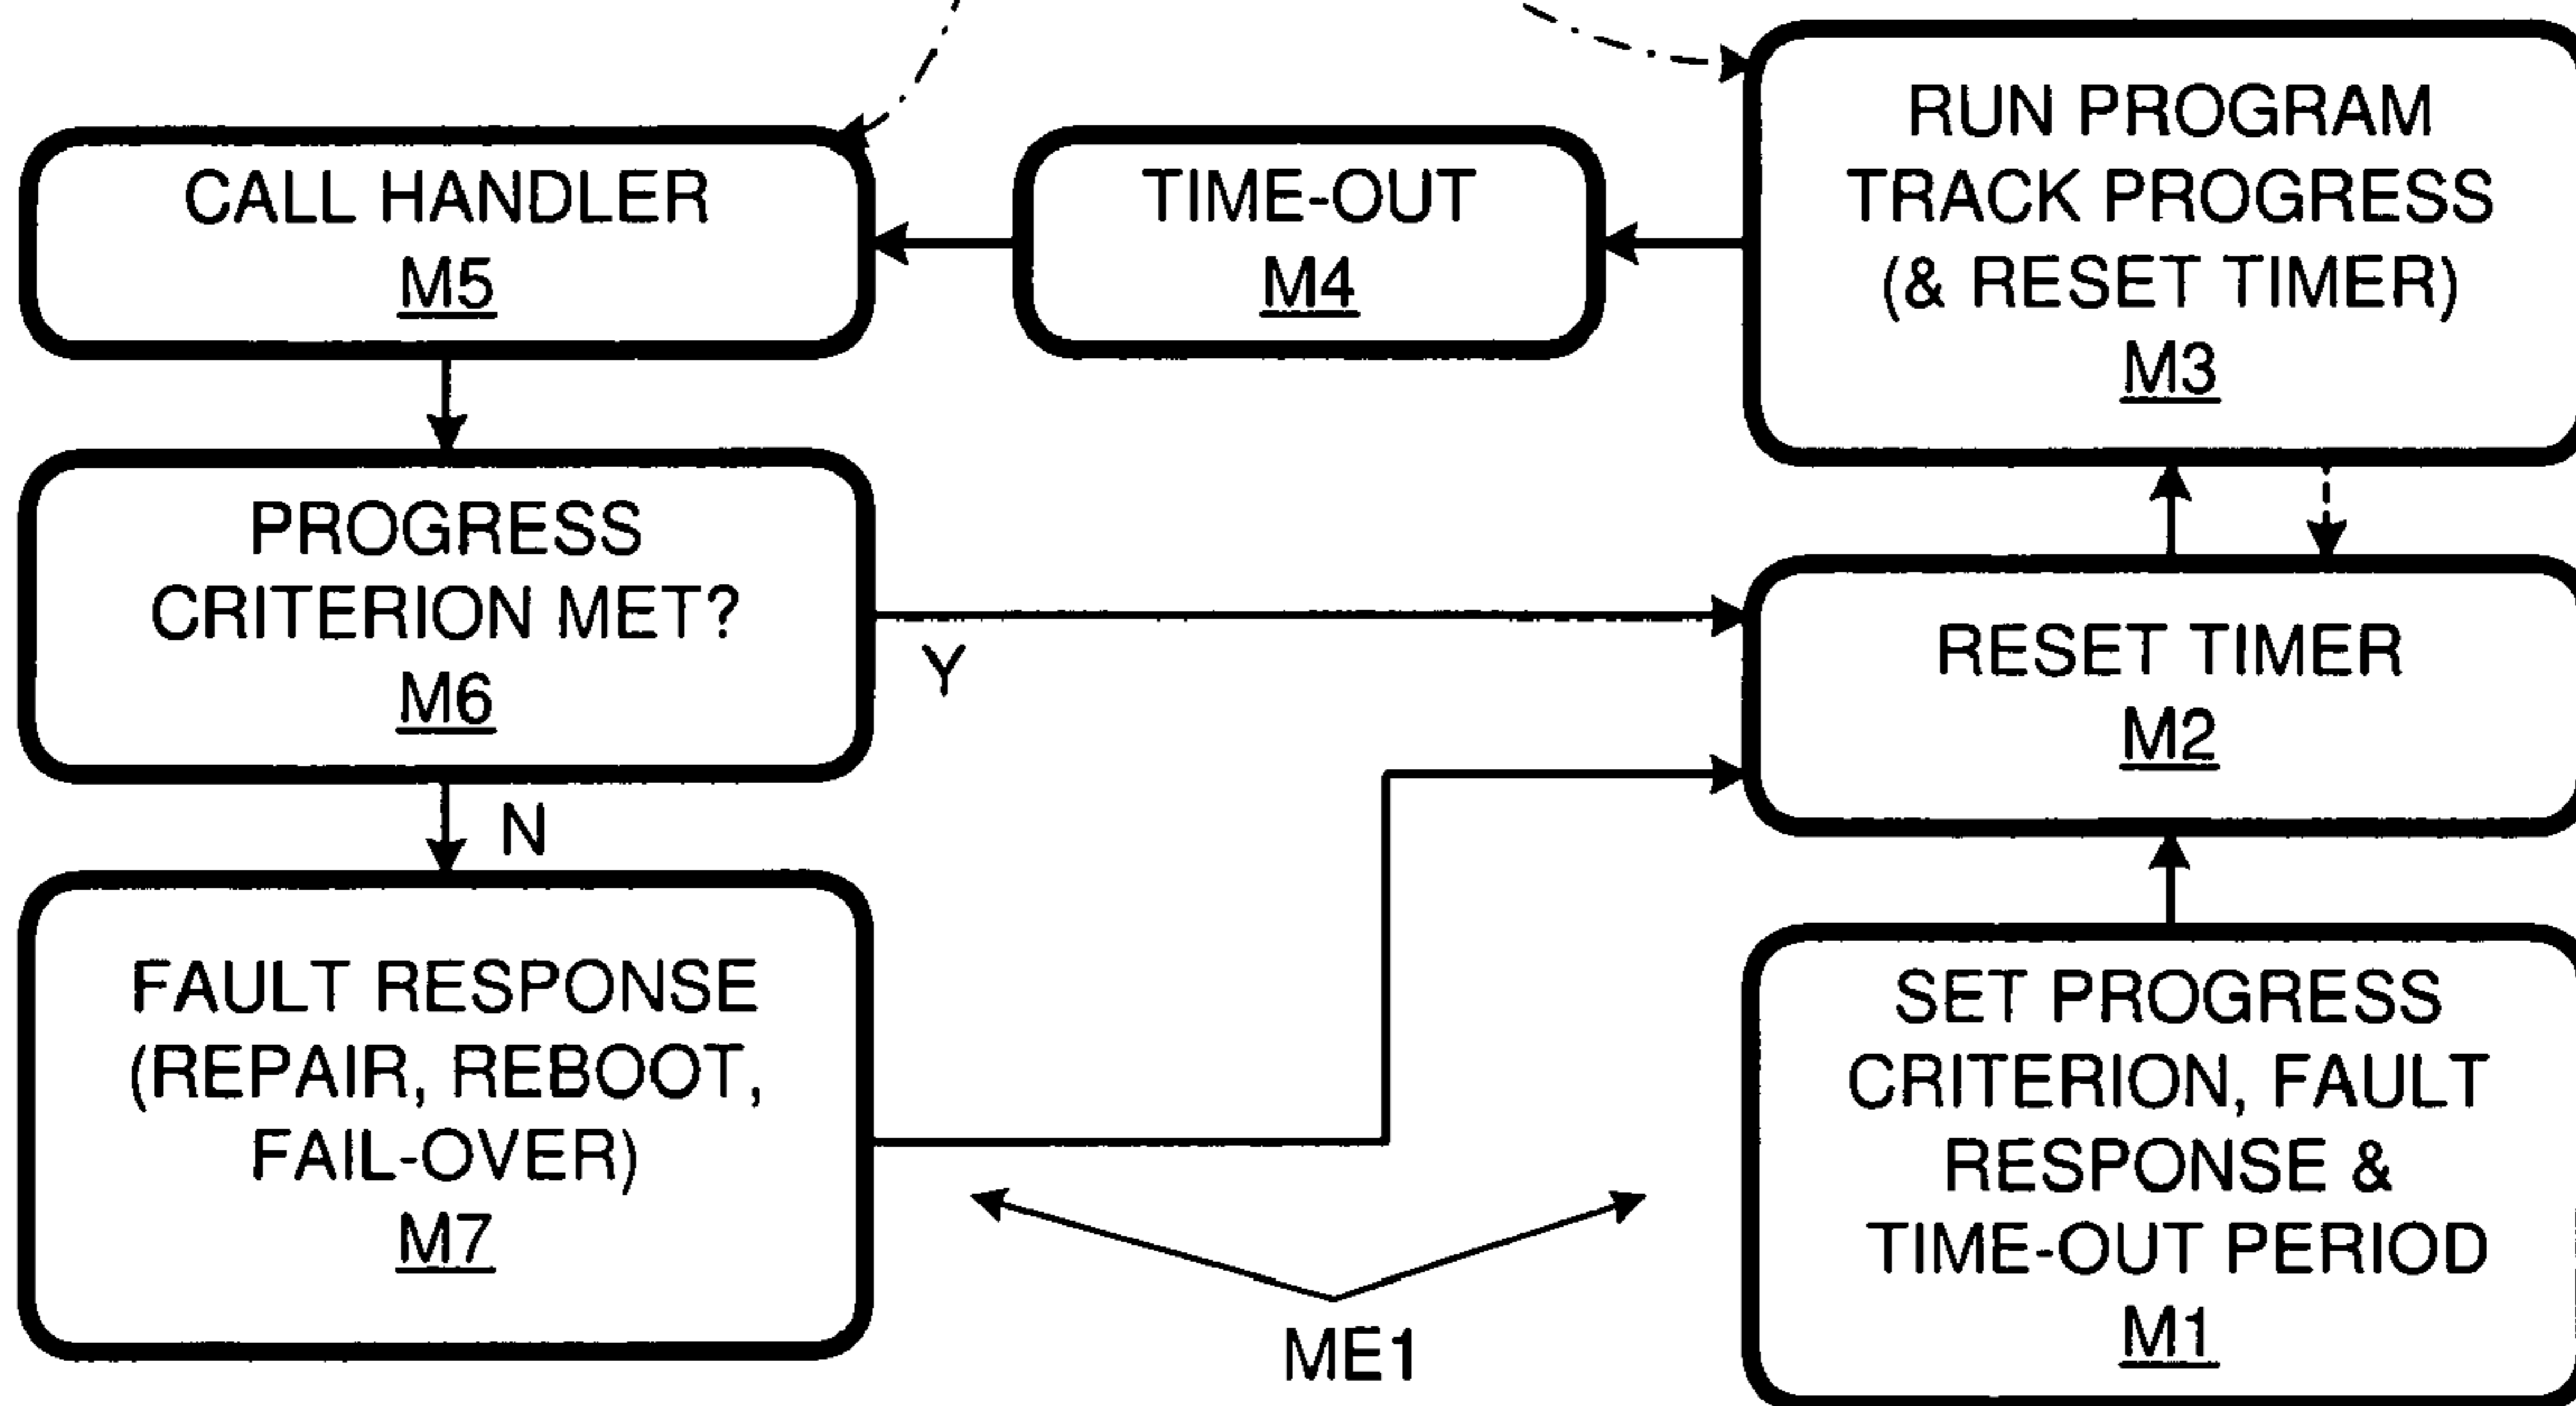 CALL HANDLER
M5
TIME-OUT
M4
RUN PROGRAM
TRACK PROGRESS
(& RESET TIMER)
M3
PROGRESS
CRITERION MET?
M6
Y
N
RESET TIMER
M2
FAULT RESPONSE
(REPAIR, REBOOT,
FAIL-OVER)
M7
ME1
SET PROGRESS
CRITERION, FAULT
RESPONSE &
TIME-OUT PERIOD
M1